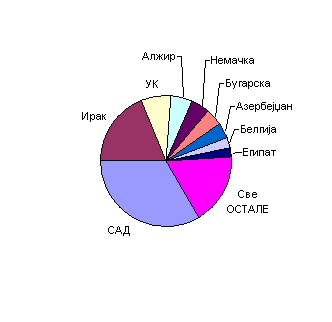 Алжир
Немачка
УК
Бугарска
Азербејџан
Ирак
Белгија
Египат
Све
ОСТАЛЕ
САД